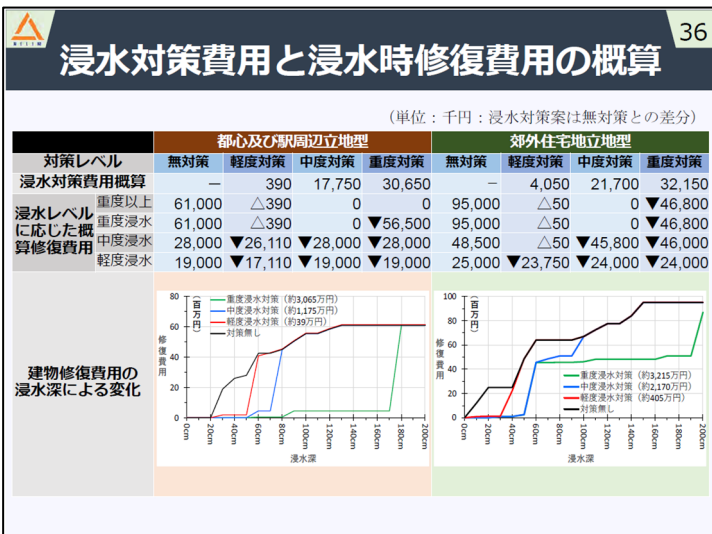 36
浸水対策費用と浸水時修復費用の概算
（単位：千円：浸水対策案は無対策との差分）
都心及び駅周辺立地型 郊外住宅地立地型
対策レベル 無対策 軽度対策 中度対策 重度対策 無対策 軽度対策 中度対策 重度対策
浸水対策費用概算 － 390 17,750 30,650 － 4,050 21,700 32,150
浸水レベルに応じた概算修復費用
重度以上 61,000 △390 0 0 95,000 △50 0 ▼46,800
重度浸水 61,000 △390 0 ▼56,500 95,000 △50 0 ▼46,800
中度浸水 28,000 ▼26,110 ▼28,000 ▼28,000 48,500 △50 ▼45,800 ▼46,000
軽度浸水 19,000 ▼17,110 ▼19,000 ▼19,000 25,000 ▼23,750 ▼24,000 ▼24,000
建物修復費用の
浸水深による変化
（百万円）
修復費用
80
60
40
20
0
重度浸水対策（約3,065万円）
中度浸水対策（約1,175万円）
軽度浸水対策（約39万円）
対策無し
0cm 20cm 40cm 60cm 80cm 100cm 120cm 140cm 160cm 180cm 200cm
浸水深
（百万円）
修復費用
100
80
60
40
20
0
重度浸水対策（約3,215万円）
中度浸水対策（約2,170万円）
軽度浸水対策（約405万円）
対策無し
0cm 20cm 40cm 60cm 80cm 100cm 120cm 140cm 160cm 180cm 200cm
浸水深